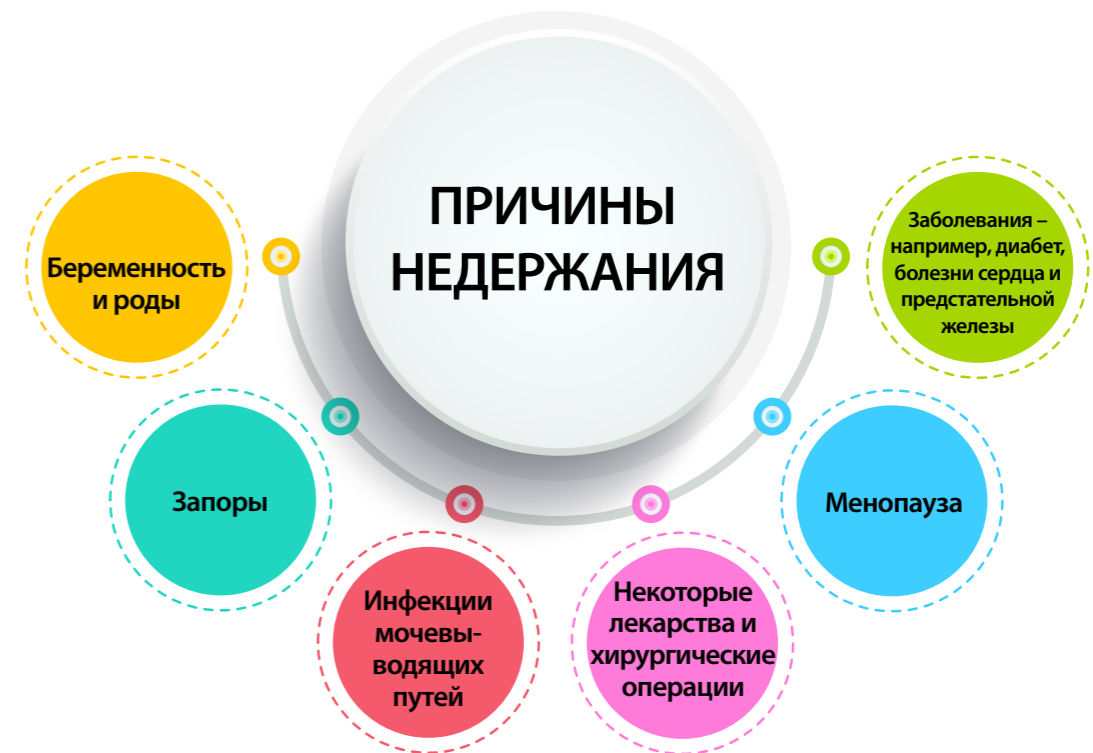 ПРИЧИНЫ
НЕДЕРЖАНИЯ
Беременность
и роды
Запоры
Инфекции
мочевы-
водящих
путей
Некоторые
лекарства и
хирургические
операции
Менопауза
Заболевания –
например, диабет,
болезни сердца и
предстательной
железы